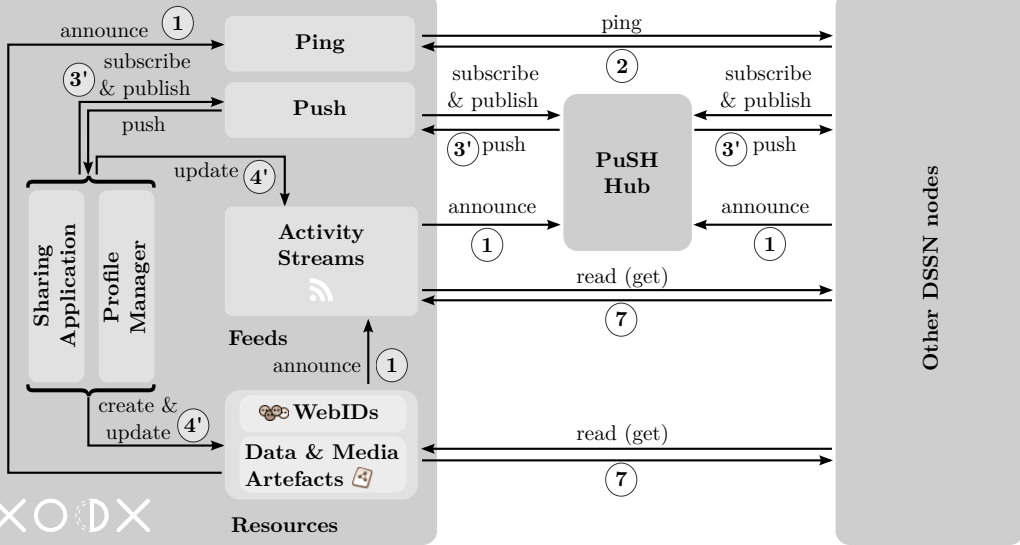 announce
1
Ping
ping
2
subscribe
& publish
3'
push
Push
subscribe
& publish
3'
push
PuSH
Hub
subscribe
& publish
3'
push
update
4'
Activity
Streams
announce
1
announce
1
read (get)
7
Sharing
Application
Profile
Manager
Feeds
announce
1
create &
update
4'
WebIDs
Data & Media
Artefacts
read (get)
7
Resources
XODX
Other DSSN nodes